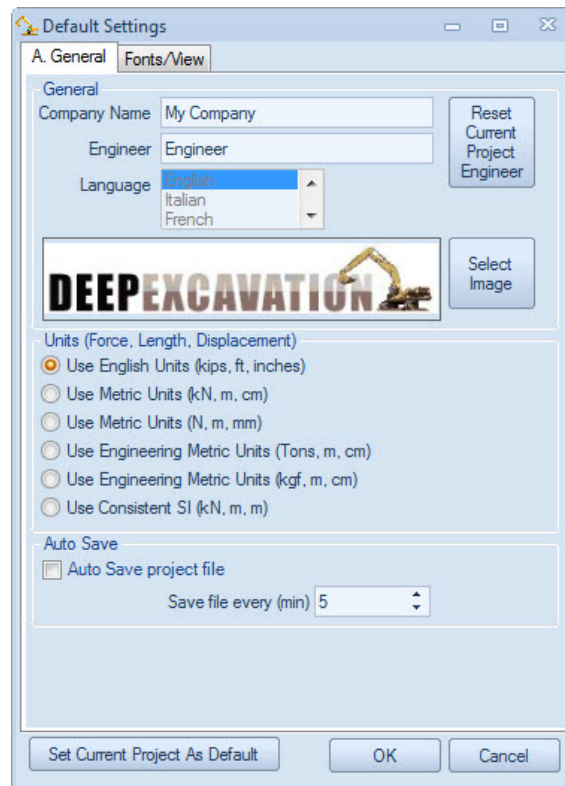 Default Settings
A. General
Fonts/View
General
Company Name
My Company
Reset
Current
Project
Engineer
Engineer
Engineer
Language
English
Italian
French
DEEPEXCAVATION
Select
Image
Units (Force, Length, Displacement)
Use English Units (kips, ft, inches)
Use Metric Units (kN, m, cm)
Use Metric Units (N, m, mm)
Use Engineering Metric Units (Tons, m, cm)
Use Engineering Metric Units (kgf, m, cm)
Use Consistent SI (kN, m, m)
Auto Save
Auto Save project file
Save file every (min) 5
Set Current Project As Default
OK
Cancel